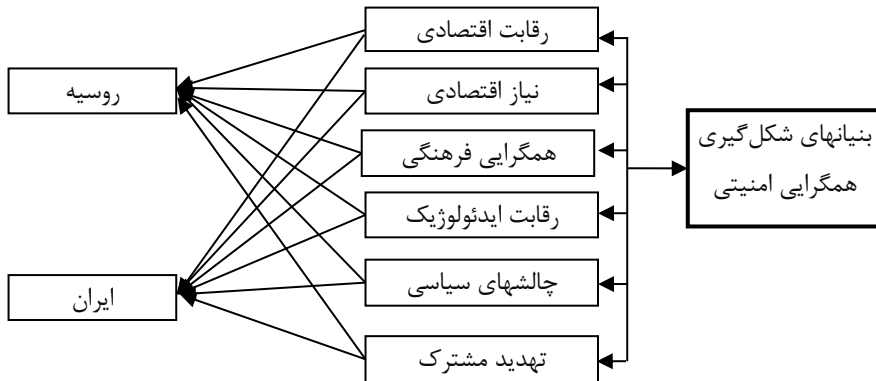 بنیانهای شکل‌گیری
همگرایی امنیتی
رقابت اقتصادی
نیاز اقتصادی
همگرایی فرهنگی
رقابت ایدئولوژیک
چالشهای سیاسی
تهدید مشترک
روسیه
ایران